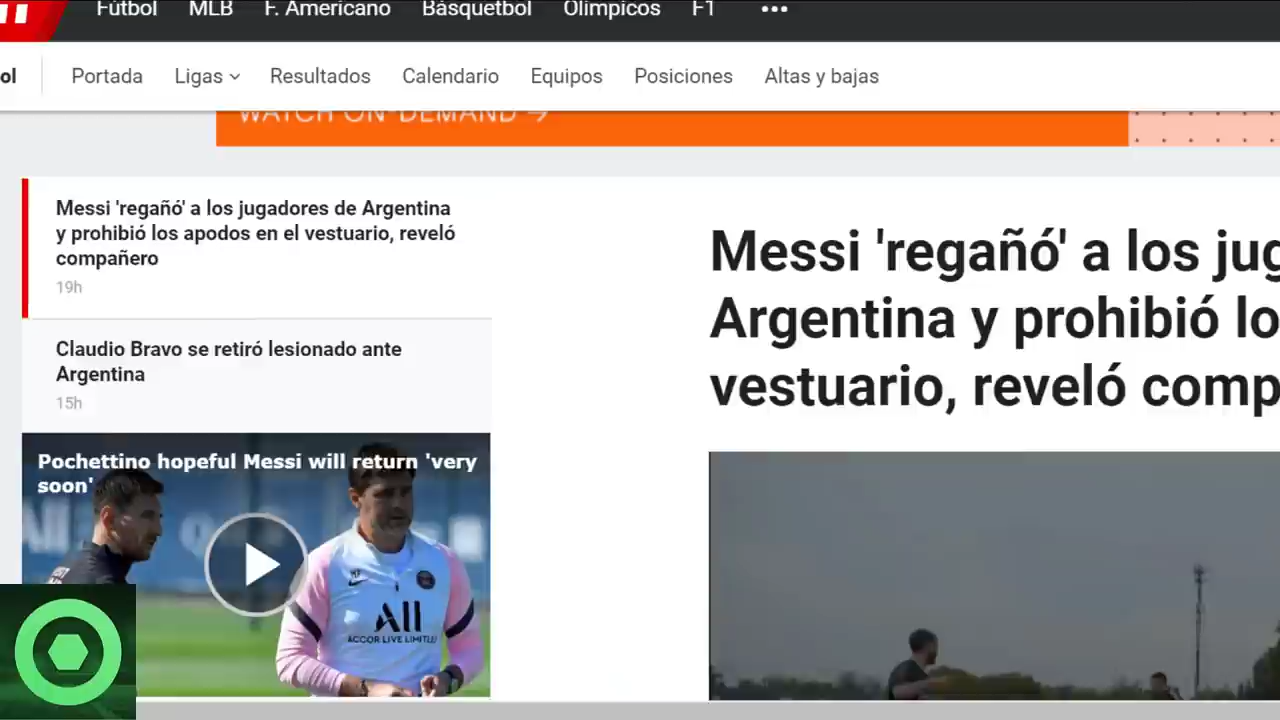 Fútbol MLB F. Americano Básquetbol Olímpicos F1 •••
ol Portada Ligas Resultados Calendario Equipos Posiciones Altas y bajas
WATCH ON-DEMAND →
Messi 'regañó' a los jugadores de Argentina
y prohibió los apodos en el vestuario, reveló
compañero
19h
Claudio Bravo se retiró lesionado ante
Argentina
15h
Pochettino hopeful Messi will return 'very
soon'
All
ACCOR LIVE LIMITLESS
Messi 'regañó' a los jug
Argentina y prohibió lo
vestuario, reveló comp